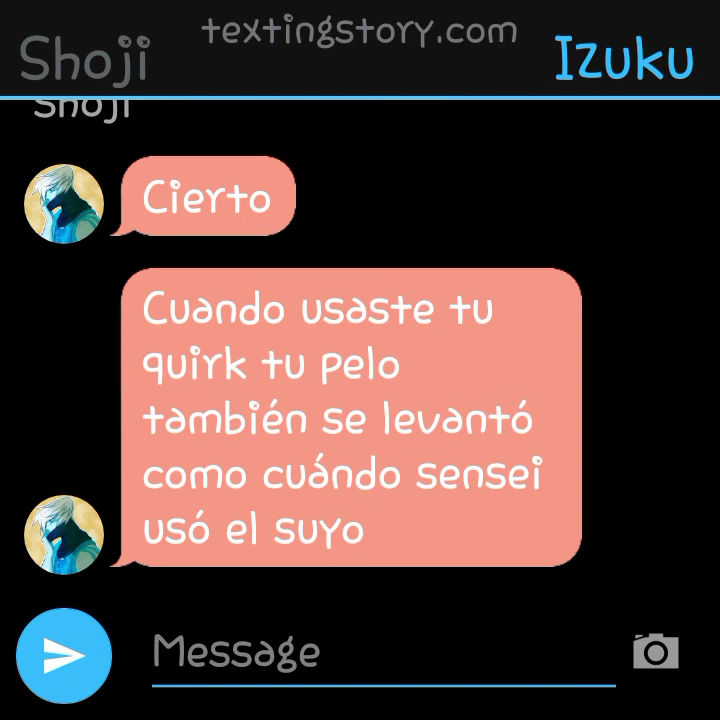 textingstory.com
Shoji
Izuku
Shoji
Cierto
Cuando usaste tu
quirk tu pelo
también se levantó
como cuándo sensei
usó el suyo
Message